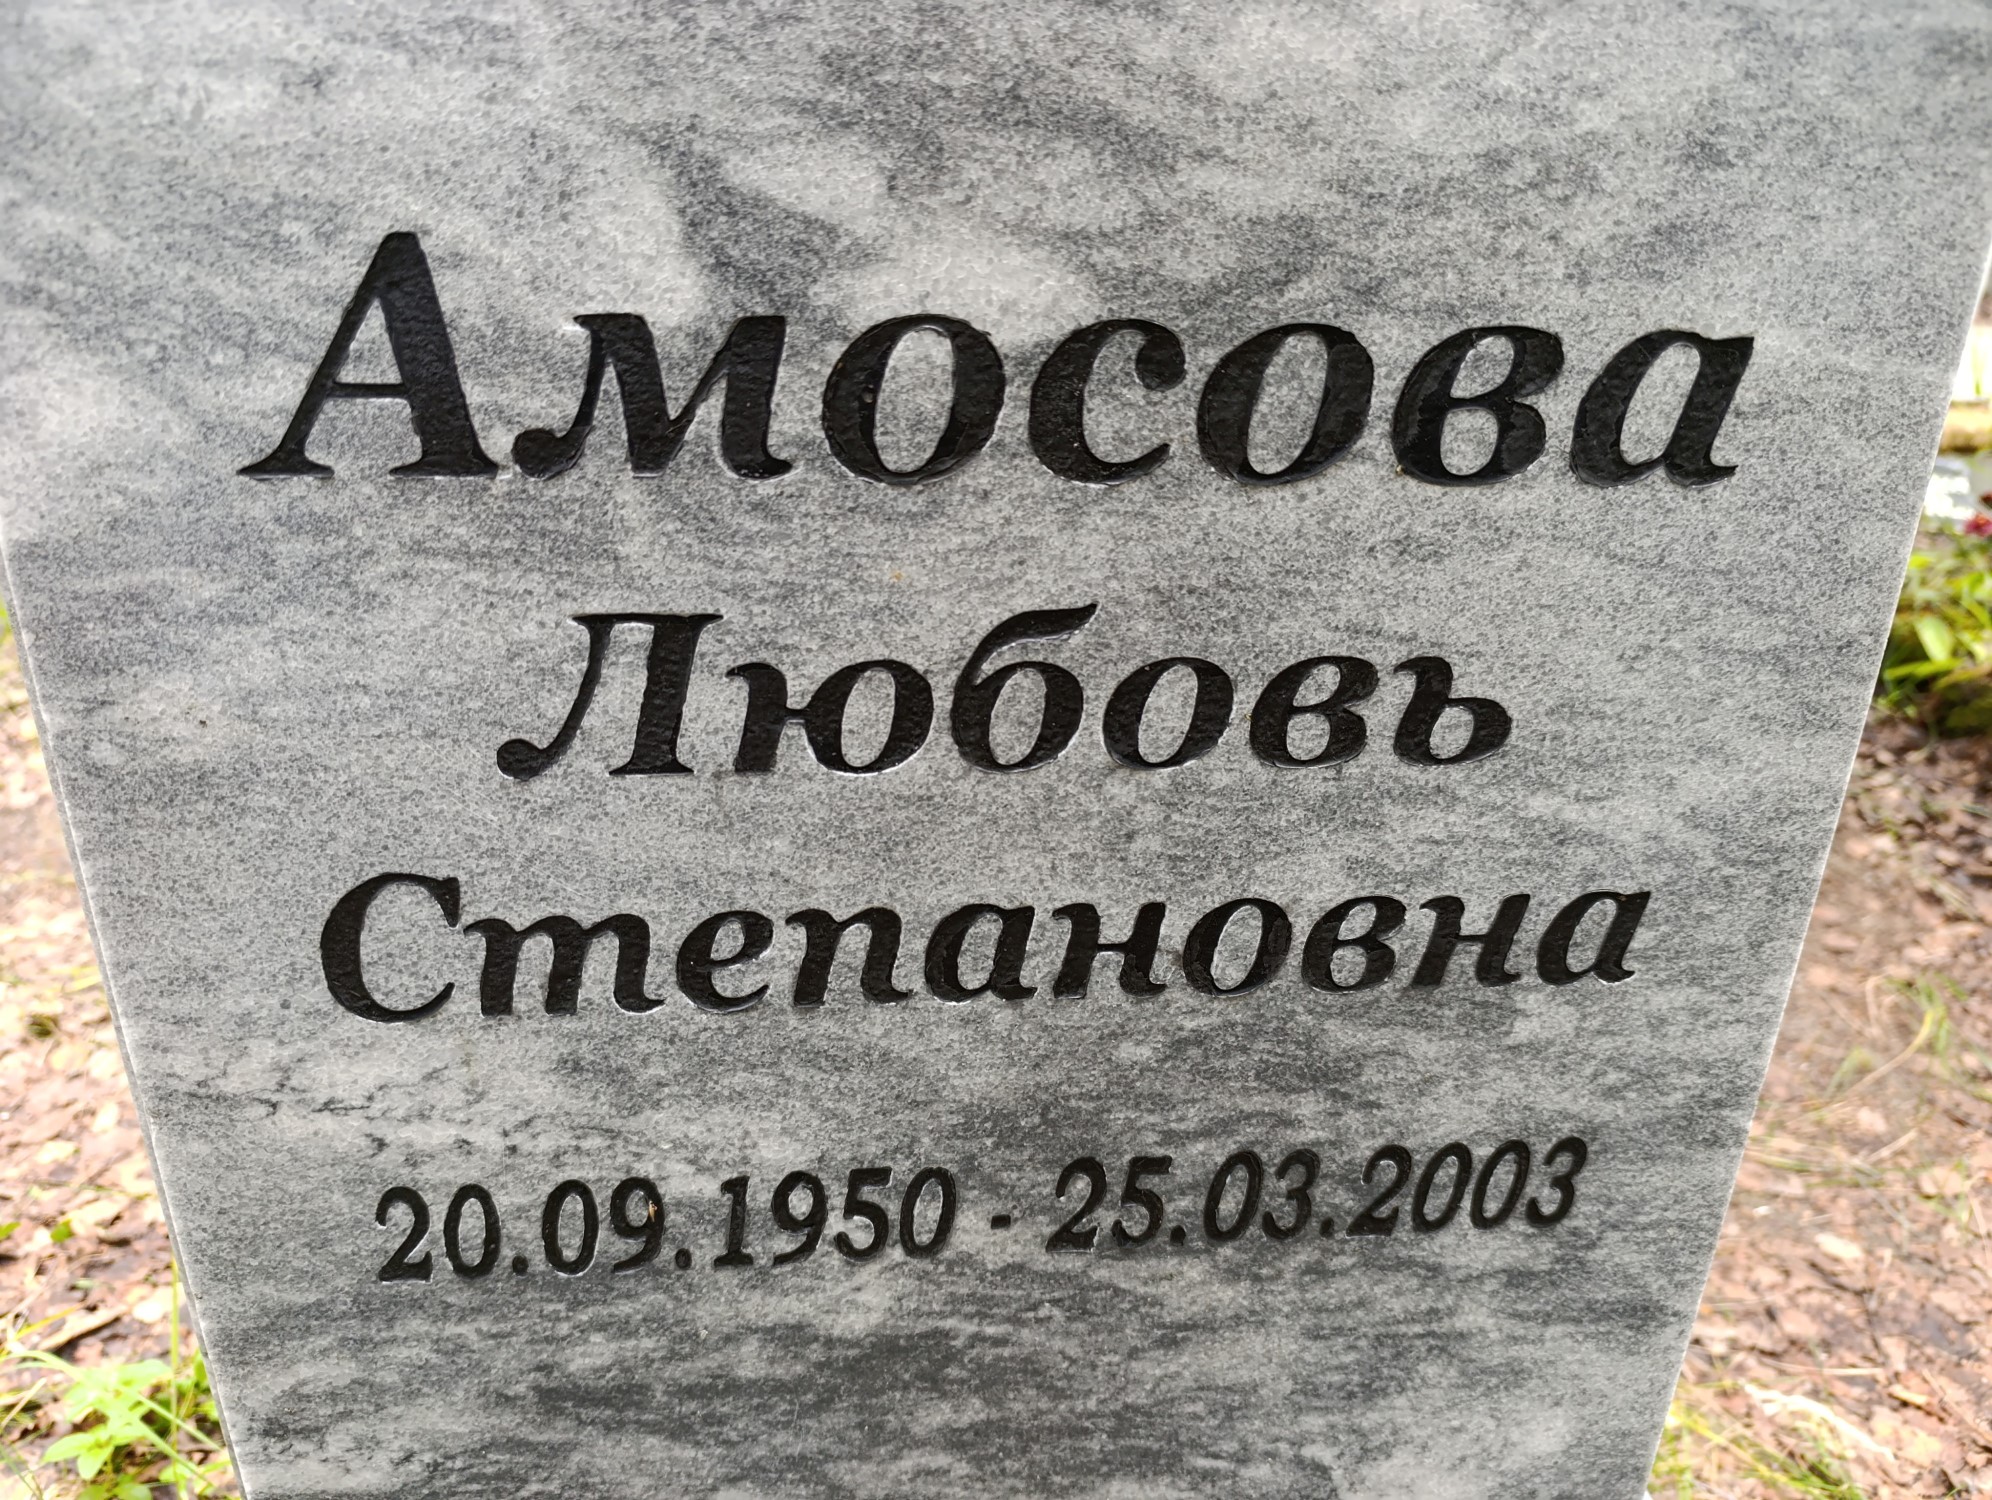 Амосова
Любовь
Степановна
20.09.1950 - 25.03.2003